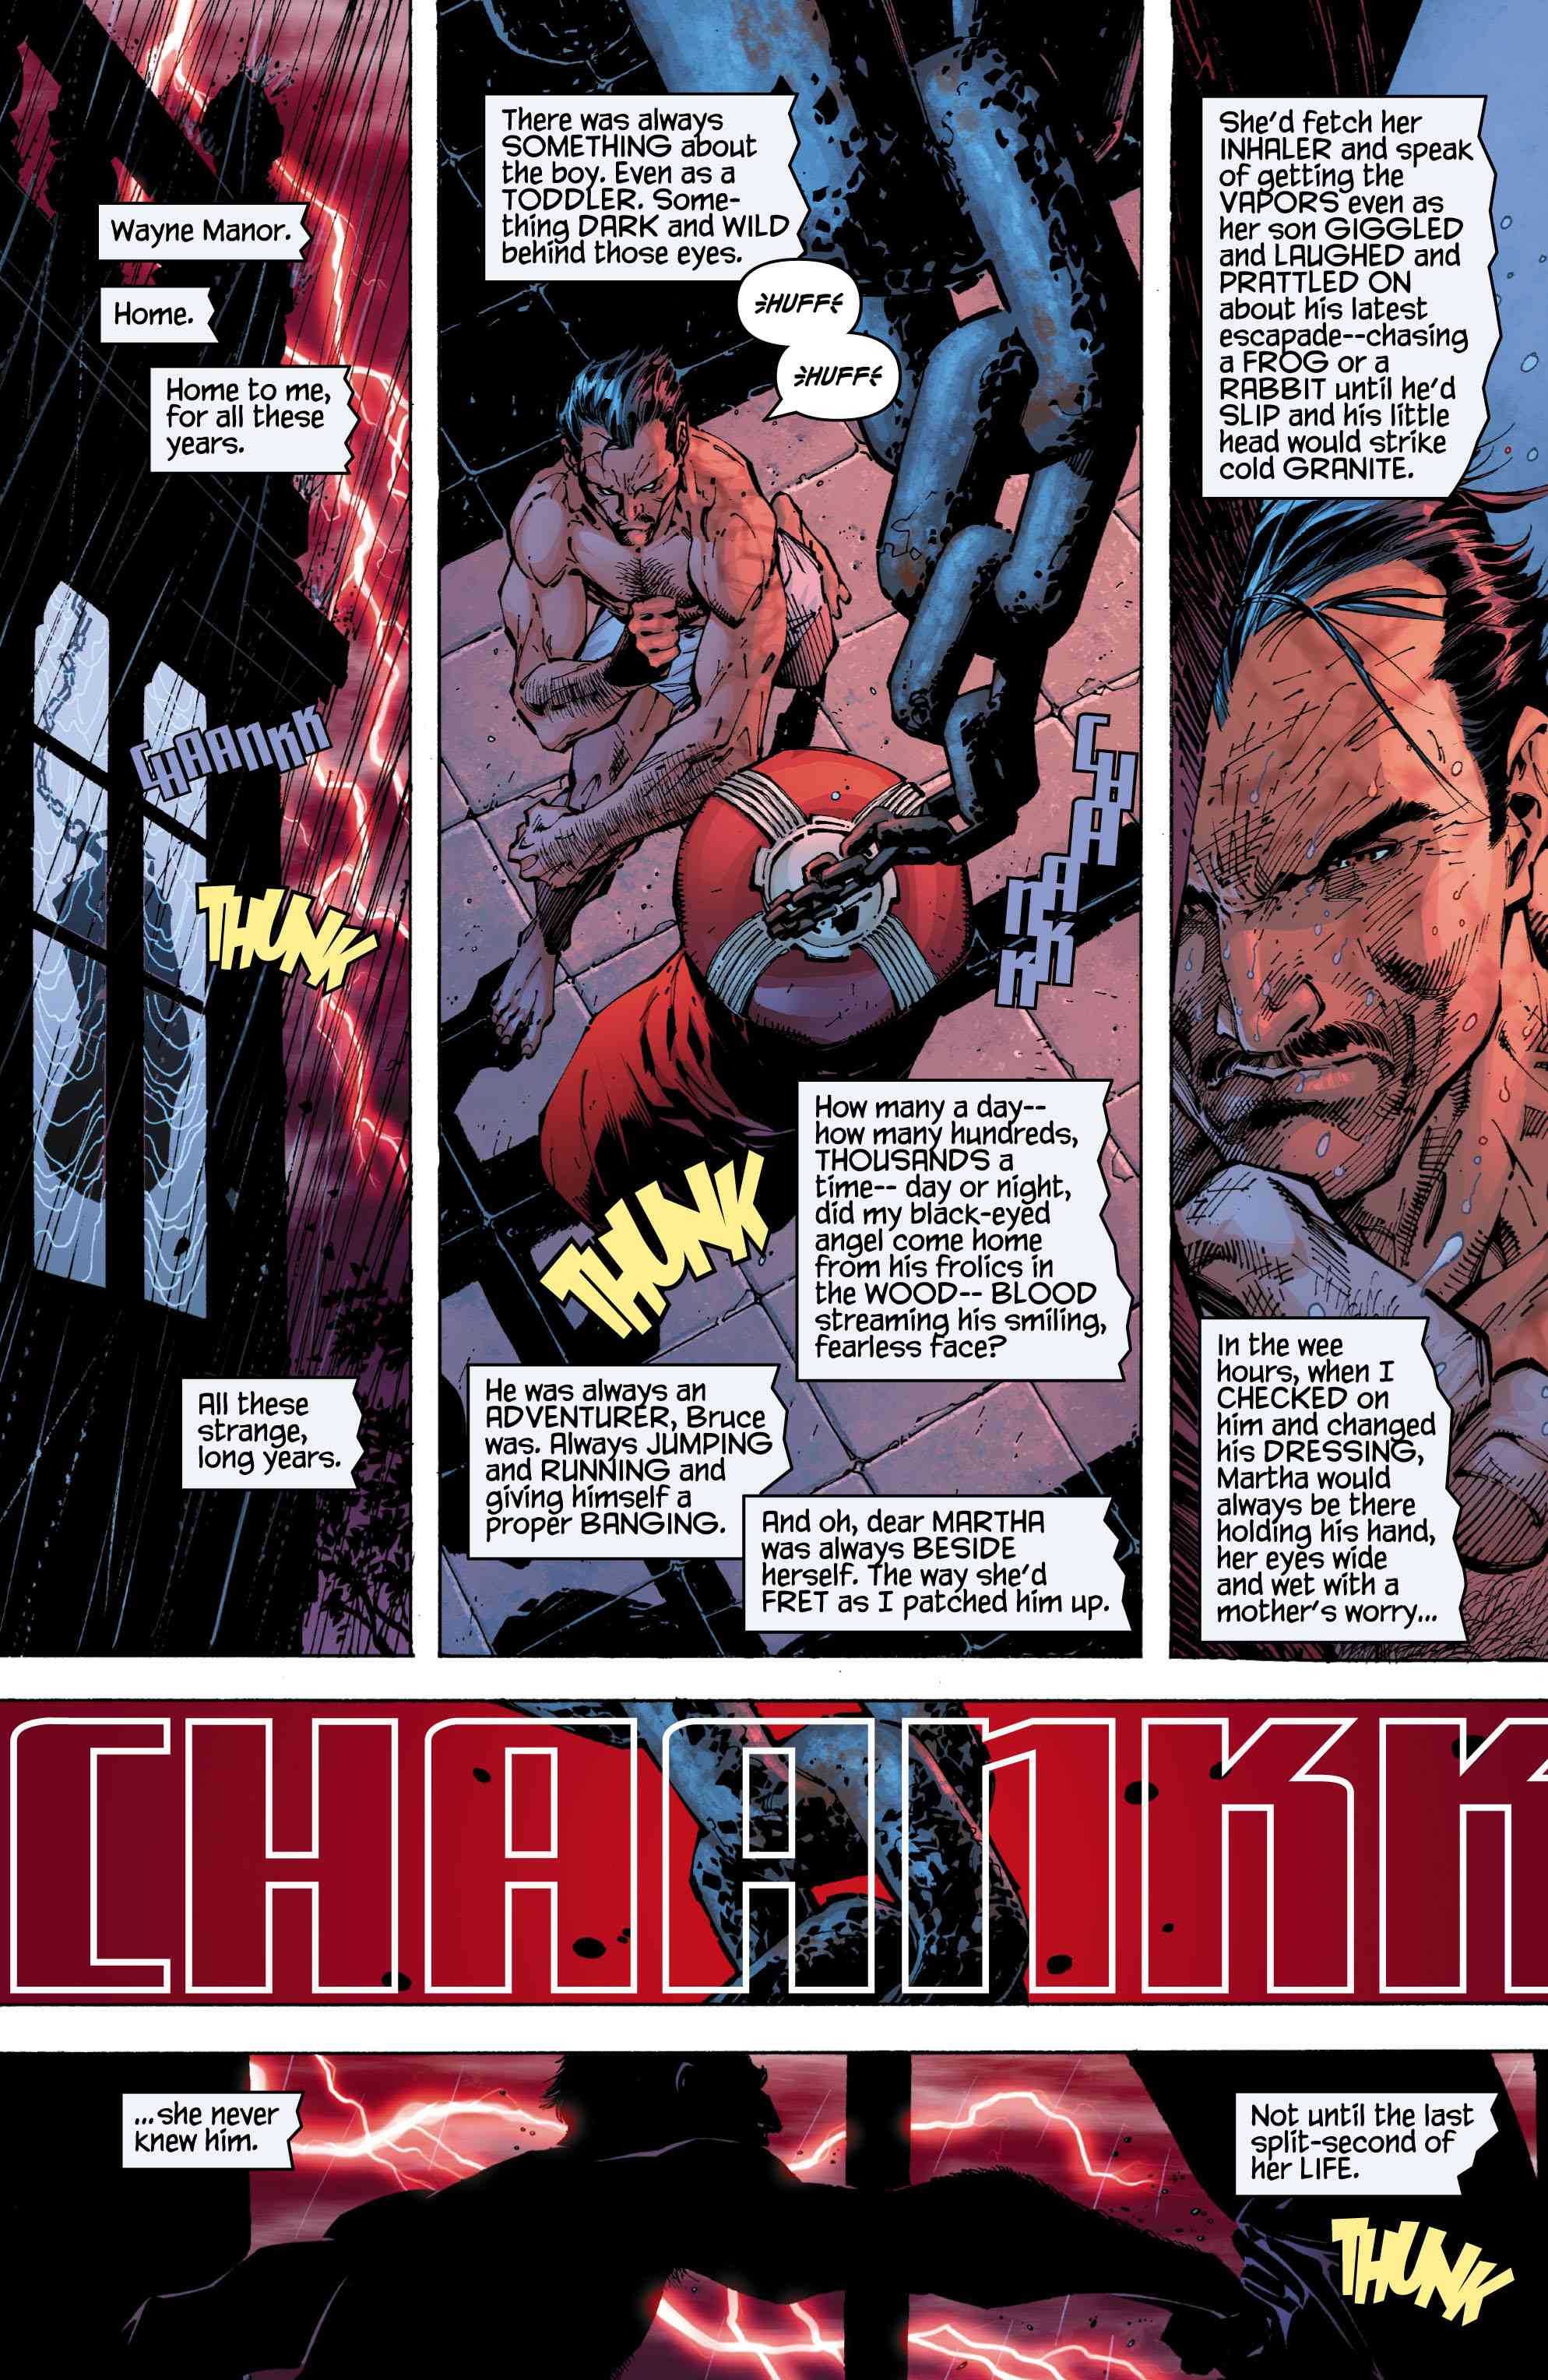 Wayne Manor.
Home.
Home to me,
for all these
years.
CHAANKK
THUNK
All these
strange,
long years.
There was always
SOMETHING about
the boy. Even as a
TODDLER. Some-
thing DARK and WILD
behind those eyes.
HUFF
HUFF
CHAANKK
How many a day--
how many hundreds,
THOUSANDS a
time-- day or night,
did my black-eyed
angel come home
from his frolics in
the WOOD-- BLOOD
streaming his smiling,
fearless face?
THUNK
He was always an
ADVENTURER, Bruce
was. Always JUMPING
and RUNNING and
giving himself a
proper BANGING.
And oh, dear MARTHA
was always BESIDE
herself. The way she'd
FRET as I patched him up.
She'd fetch her
INHALER and speak
of getting the
VAPORS even as
her son GIGGLED
and LAUGHED and
PRATTLED ON
about his latest
escapade--chasing
a FROG or a
RABBIT until he'd
SLIP and his little
head would strike
cold GRANITE.
In the wee
hours, when I
CHECKED on
him and changed
his DRESSING,
Martha would
always be there
holding his hand,
her eyes wide
and wet with a
mother's worry...
CHAANKK
...she never
knew him.
Not until the last
split-second of
her LIFE.
THUNK